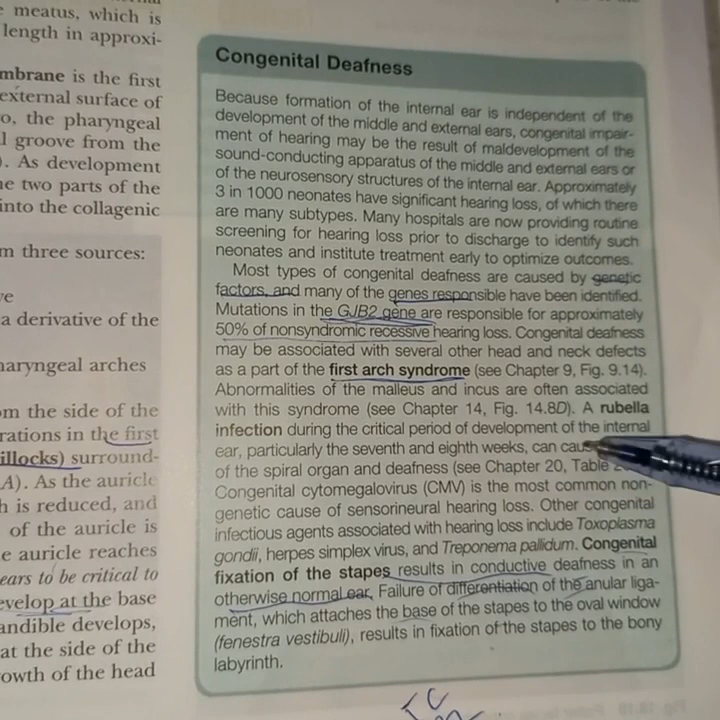 meatus, which is
length in approxi-
mbrane is the first
external surface of
o, the pharyngeal
l groove from the
). As development
he two parts of the
into the collagenic
m three sources:
ve
a derivative of the
haryngeal arches
om the side of the
rations in the first
illocks) surround-
A). As the auricle
h is reduced, and
of the auricle is
e auricle reaches
ears to be critical to
evelop at the base
andible develops,
at the side of the
owth of the head
Congenital Deafness
Because formation of the internal ear is independent of the
development of the middle and external ears, congenital impair-
ment of hearing may be the result of maldevelopment of the
sound-conducting apparatus of the middle and external ears or
of the neurosensory structures of the internal ear. Approximately
3 in 1000 neonates have significant hearing loss, of which there
are many subtypes. Many hospitals are now providing routine
screening for hearing loss prior to discharge to identify such
neonates and institute treatment early to optimize outcomes.
Most types of congenital deafness are caused by genetic
factors, and many of the genes responsible have been identified.
Mutations in the GJB2 gene are responsible for approximately
50% of nonsyndromic recessive hearing loss. Congenital deafness
may be associated with several other head and neck defects
as a part of the first arch syndrome (see Chapter 9, Fig. 9.14).
Abnormalities of the malleus and incus are often associated
with this syndrome (see Chapter 14, Fig. 14.8D). A rubella
infection during the critical period of development of the internal
ear, particularly the seventh and eighth weeks, can cau
of the spiral organ and deafness (see Chapter 20, Table
Congenital cytomegalovirus (CMV) is the most common non-
genetic cause of sensorineural hearing loss. Other congenital
infectious agents associated with hearing loss include Toxoplasma
gondii, herpes simplex virus, and Treponema pallidum. Congenital
fixation of the stapes results in conductive deafness in an
otherwise normal ear. Failure of differentiation of the anular liga-
ment, which attaches the base of the stapes to the oval window
(fenestra vestibuli), results in fixation of the stapes to the bony
labyrinth.